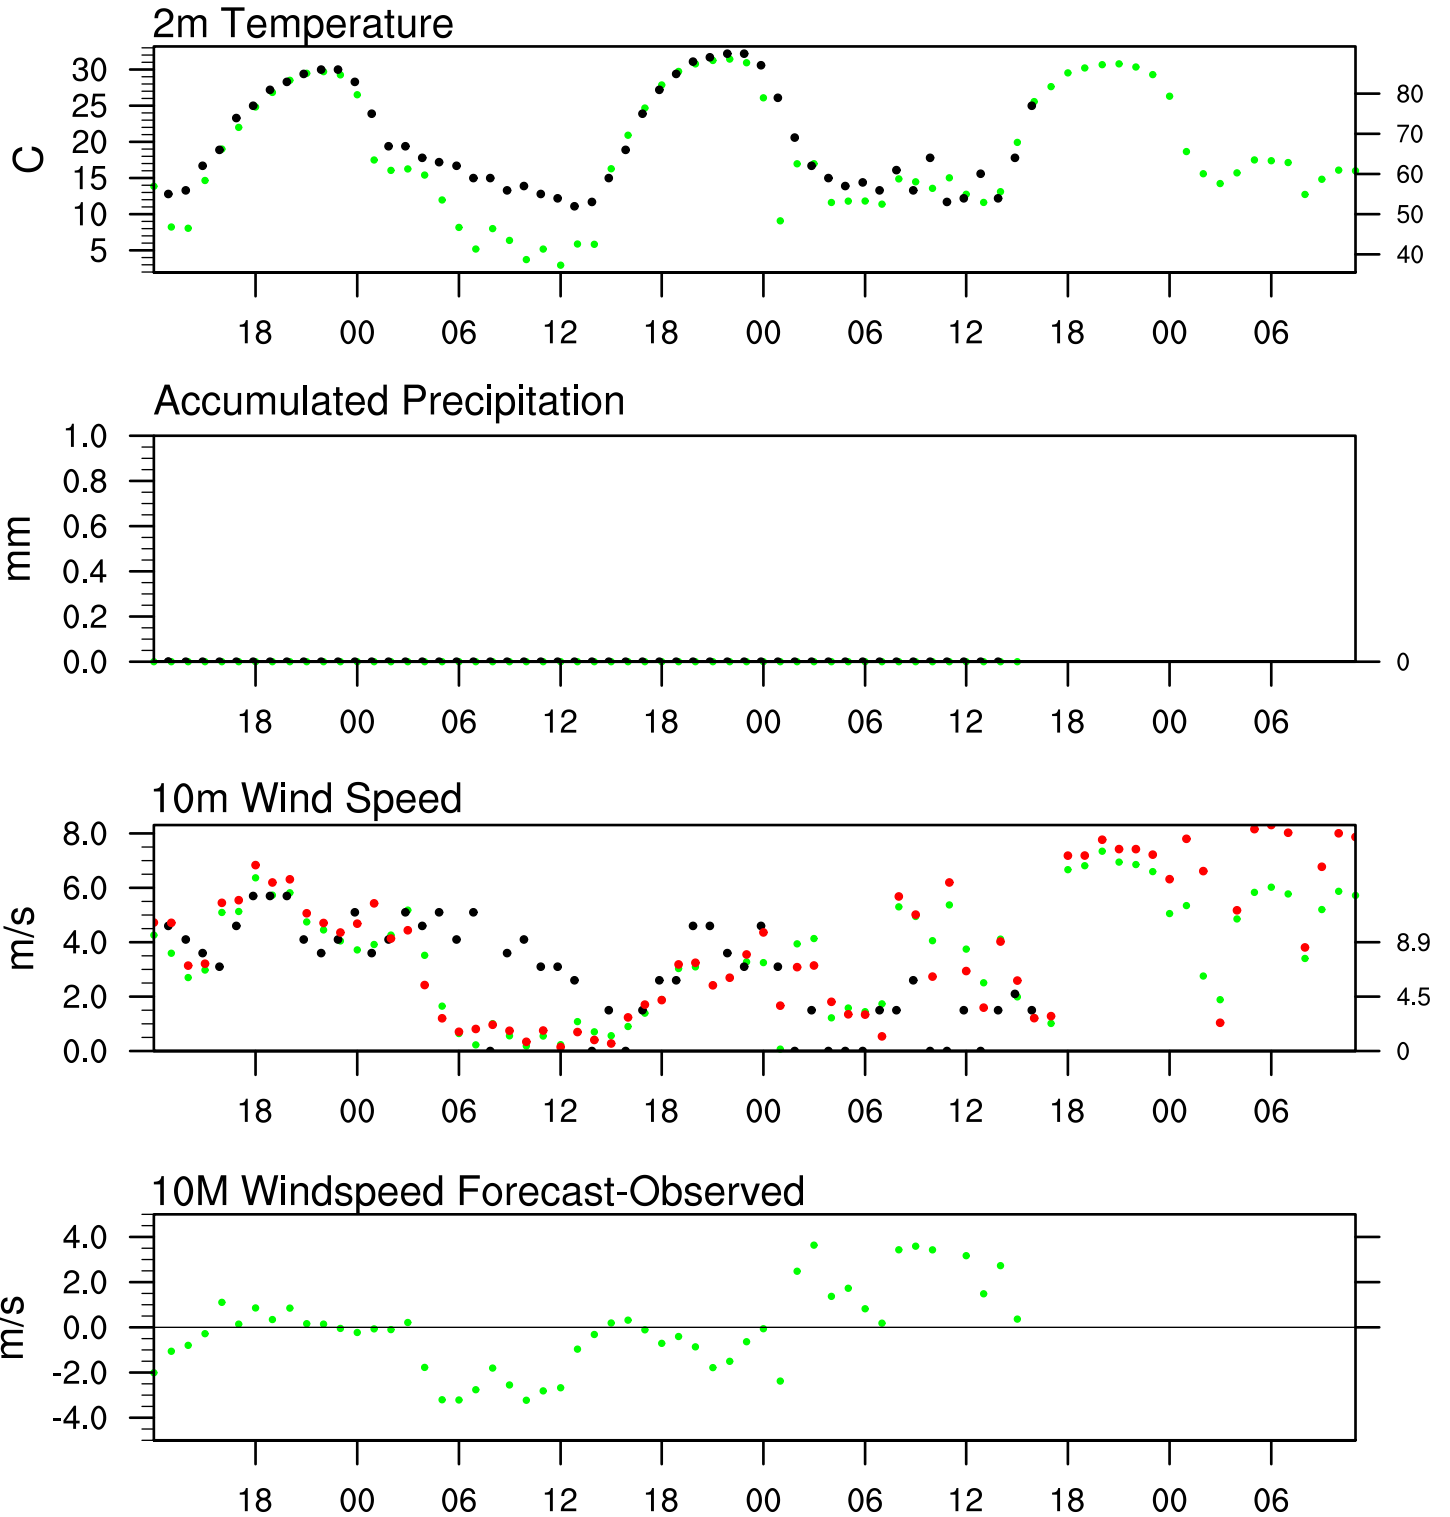 2m Temperature
30
25
20
15
10
5
C
80
70
60
50
40
18 00 06 12 18 00 06 12 18 00 06
Accumulated Precipitation
1.0
0.8
0.6
0.4
0.2
0.0
mm
0
18 00 06 12 18 00 06 12 18 00 06
10m Wind Speed
8.0
6.0
4.0
2.0
0.0
m/s
8.9
4.5
0
18 00 06 12 18 00 06 12 18 00 06
10M Windspeed Forecast-Observed
4.0
2.0
0.0
-2.0
-4.0
m/s
18 00 06 12 18 00 06 12 18 00 06